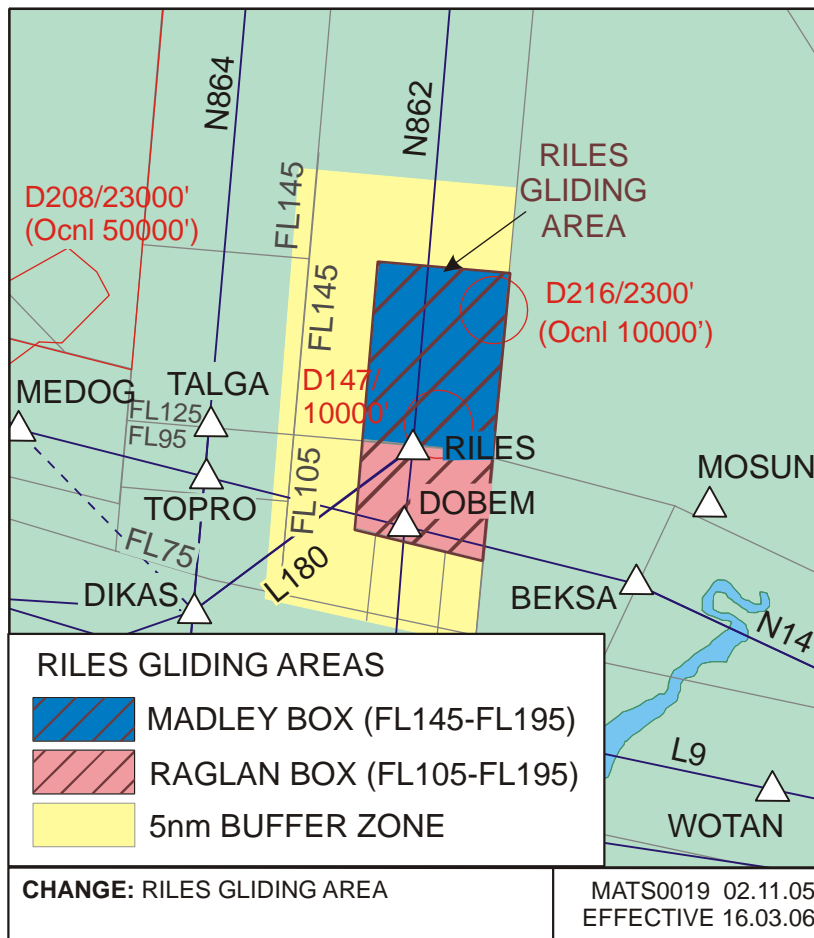 N864
N862
RILES
GLIDING
AREA
FL145
D208/23000'
(Ocnl 50000')
FL145
D216/2300'
(Ocnl 10000')
D147/
10000'
MEDOG
TALGA
FL125
FL95
RILES
MOSUN
TOPRO
FL105
DOBEM
FL75
L180
DIKAS
BEKSA
N14
RILES GLIDING AREAS
MADLEY BOX (FL145-FL195)
RAGLAN BOX (FL105-FL195)
5nm BUFFER ZONE
L9
WOTAN
CHANGE: RILES GLIDING AREA
MATS0019 02.11.05
EFFECTIVE 16.03.06